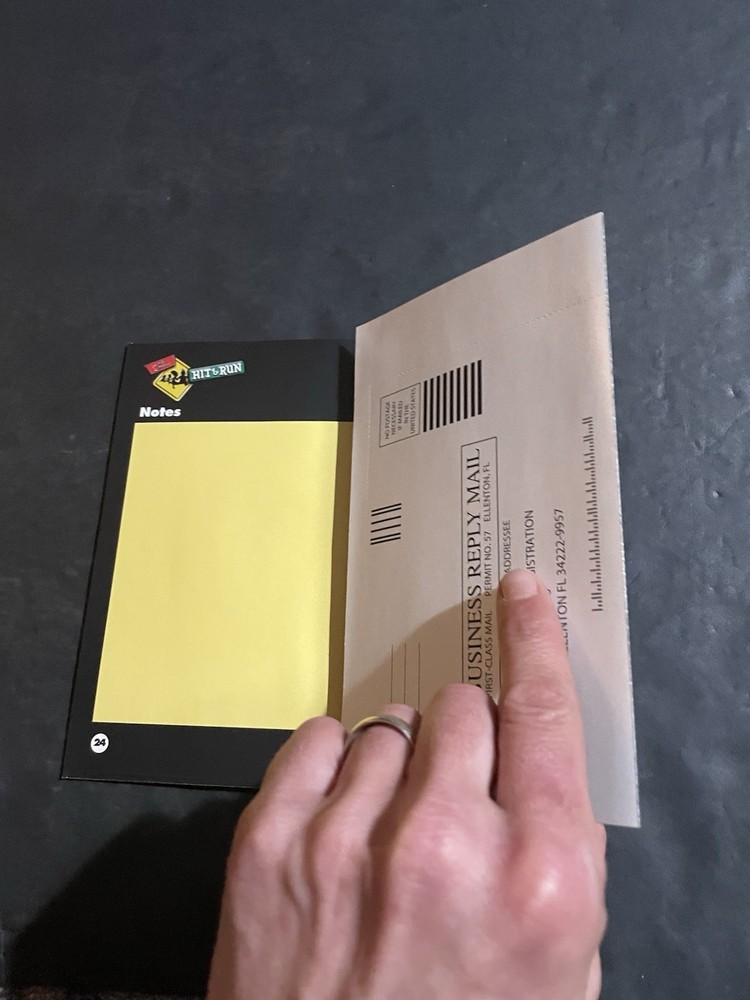 HIT & RUN
Notes
24
NO POSTAGE
NECESSARY
IF MAILED
IN THE
UNITED STATES
BUSINESS REPLY MAIL
FIRST-CLASS MAIL PERMIT NO. 57 ELLENTON, FL
ADDRESSEE
ISTRATION
LENTON FL 34222-9957